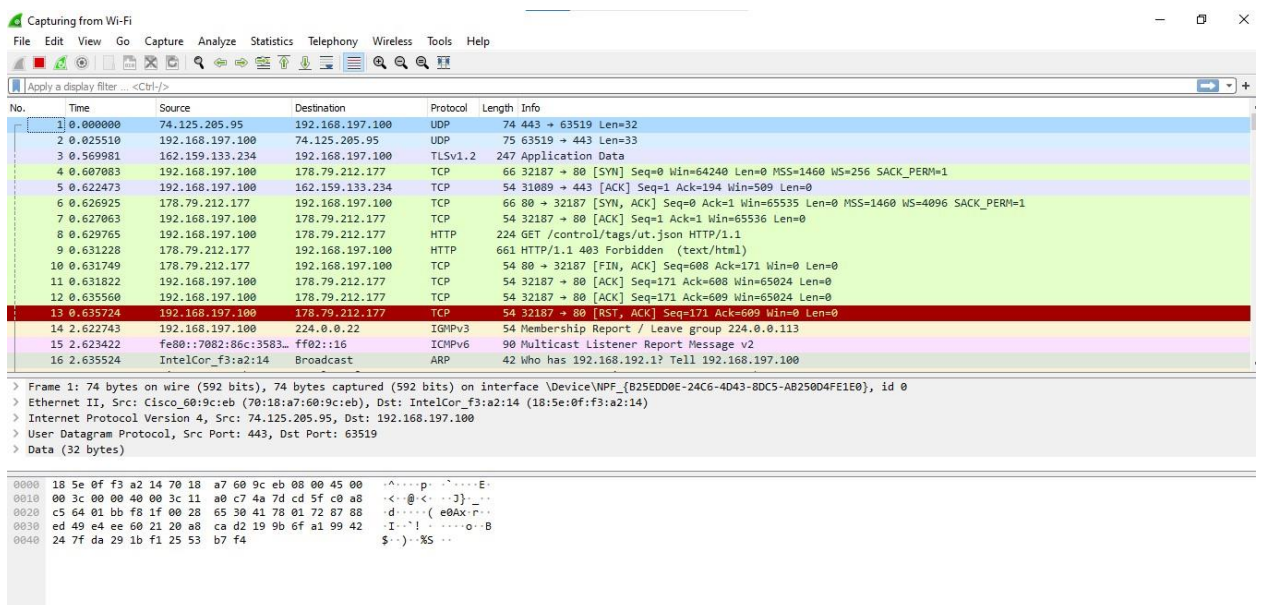 Capturing from Wi-Fi
File Edit View Go Capture Analyze Statistics Telephony Wireless Tools Help
Apply a display filter ... <Ctrl-/>
No. Time Source Destination Protocol Length Info
1 0.000000 74.125.205.95 192.168.197.100 UDP 74 443 → 63519 Len=32
2 0.025510 192.168.197.100 74.125.205.95 UDP 75 63519 → 443 Len=33
3 0.569981 162.159.133.234 192.168.197.100 TLSv1.2 247 Application Data
4 0.607083 192.168.197.100 178.79.212.177 TCP 66 32187 → 80 [SYN] Seq=0 Win=64240 Len=0 MSS=1460 WS=256 SACK_PERM=1
5 0.622473 192.168.197.100 162.159.133.234 TCP 54 31089 → 443 [ACK] Seq=1 Ack=194 Win=509 Len=0
6 0.626925 178.79.212.177 192.168.197.100 TCP 66 80 → 32187 [SYN, ACK] Seq=0 Ack=1 Win=65535 Len=0 MSS=1460 WS=4096 SACK_PERM=1
7 0.627063 192.168.197.100 178.79.212.177 TCP 54 32187 → 80 [ACK] Seq=1 Ack=1 Win=65536 Len=0
8 0.629765 192.168.197.100 178.79.212.177 HTTP 224 GET /control/tags/ut.json HTTP/1.1
9 0.631228 178.79.212.177 192.168.197.100 HTTP 661 HTTP/1.1 403 Forbidden (text/html)
10 0.631749 178.79.212.177 192.168.197.100 TCP 54 80 → 32187 [FIN, ACK] Seq=608 Ack=171 Win=0 Len=0
11 0.631822 192.168.197.100 178.79.212.177 TCP 54 32187 → 80 [ACK] Seq=171 Ack=608 Win=65024 Len=0
12 0.635560 192.168.197.100 178.79.212.177 TCP 54 32187 → 80 [ACK] Seq=171 Ack=609 Win=65024 Len=0
13 0.635724 192.168.197.100 178.79.212.177 TCP 54 32187 → 80 [RST, ACK] Seq=171 Ack=609 Win=0 Len=0
14 2.622743 192.168.197.100 224.0.0.22 IGMPv3 54 Membership Report / Leave group 224.0.0.113
15 2.623422 fe80::7082:86c:3583… ff02::16 ICMPv6 90 Multicast Listener Report Message v2
16 2.635524 IntelCor_f3:a2:14 Broadcast ARP 42 Who has 192.168.192.1? Tell 192.168.197.100
> Frame 1: 74 bytes on wire (592 bits), 74 bytes captured (592 bits) on interface \Device\NPF_{B25EDD0E-24C6-4D43-8DC5-AB250D4FE1E0}, id 0
> Ethernet II, Src: Cisco_60:9c:eb (70:18:a7:60:9c:eb), Dst: IntelCor_f3:a2:14 (18:5e:0f:f3:a2:14)
> Internet Protocol Version 4, Src: 74.125.205.95, Dst: 192.168.197.100
> User Datagram Protocol, Src Port: 443, Dst Port: 63519
> Data (32 bytes)
0000 18 5e 0f f3 a2 14 70 18 a7 60 9c eb 08 00 45 00 ·^····p· ·`····E·
0010 00 3c 00 00 40 00 3c 11 a0 c7 4a 7d cd 5f c0 a8 ·<··@·<· ··J}·_··
0020 c5 64 01 bb f8 1f 00 28 65 30 41 78 01 72 87 88 ·d·····( e0Ax·r··
0030 ed 49 e4 ee 60 21 20 a8 ca d2 19 9b 6f a1 99 42 ·I··`! · ····o··B
0040 24 7f da 29 1b f1 25 53 b7 f4 $··)··%S ··